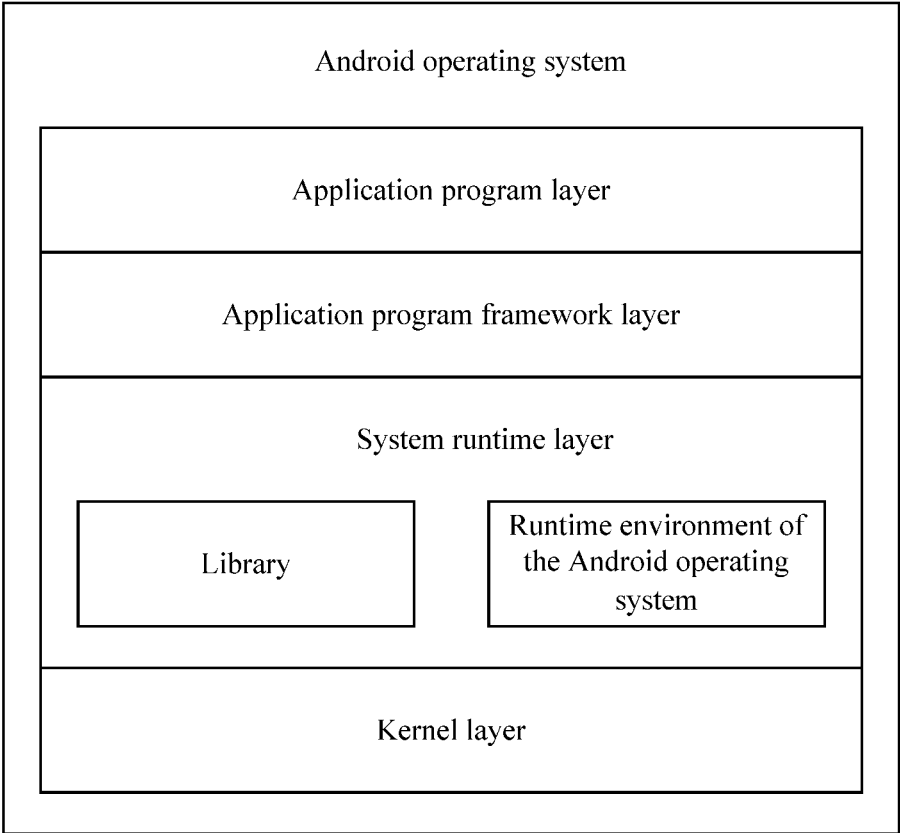 Android operating system
Application program layer
Application program framework layer
System runtime layer
Library
Runtime environment of
the Android operating
system
Kernel layer